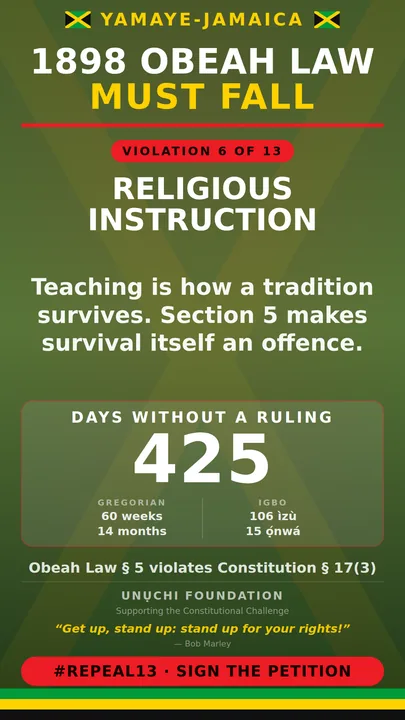 YAMAYE-JAMAICA
1898 OBEAH LAW
MUST FALL
VIOLATION 6 OF 13
RELIGIOUS
INSTRUCTION
Teaching is how a tradition
survives. Section 5 makes
survival itself an offence.
DAYS WITHOUT A RULING
425
GREGORIAN
60 weeks
14 months
IGBO
106 ìzù
15 ọ́nwá
Obeah Law § 5 violates Constitution § 17(3)
UNỤCHI FOUNDATION
Supporting the Constitutional Challenge
“Get up, stand up: stand up for your rights!”
— Bob Marley
#REPEAL13 · SIGN THE PETITION